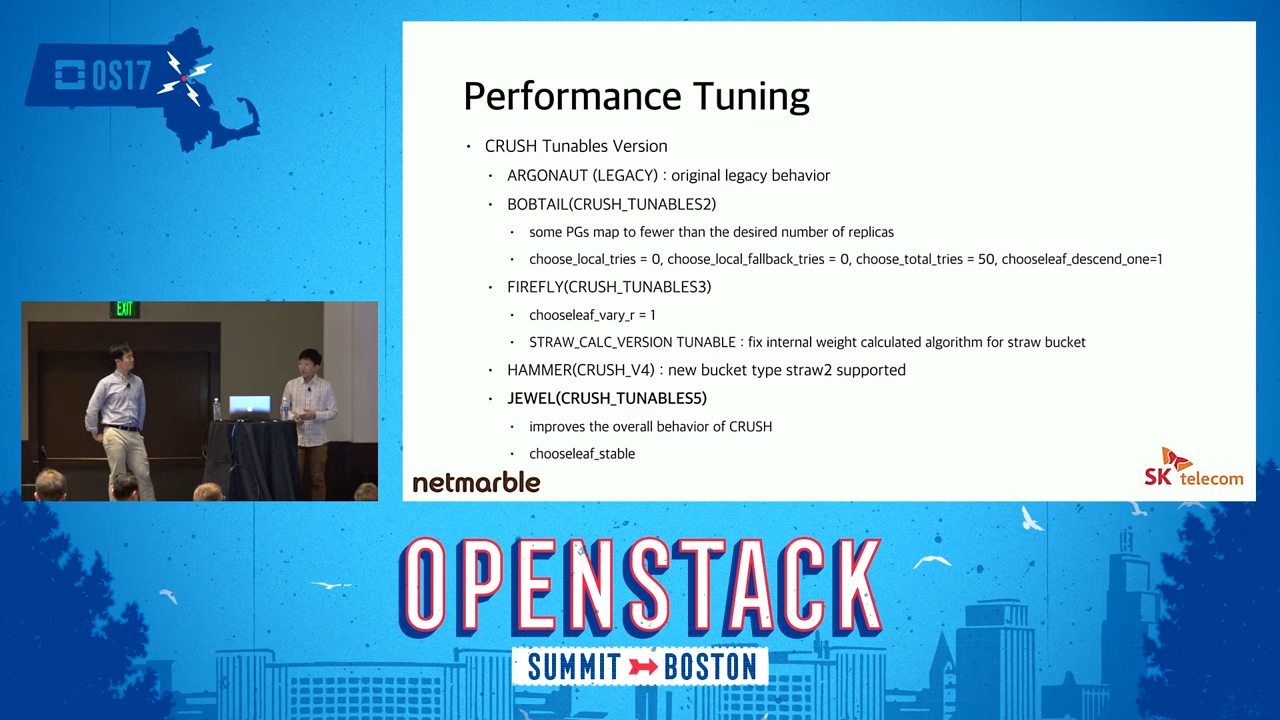 OS17
Performance Tuning
• CRUSH Tunables Version
• ARGONAUT (LEGACY) : original legacy behavior
• BOBTAIL(CRUSH_TUNABLES2)
• some PGs map to fewer than the desired number of replicas
• choose_local_tries = 0, choose_local_fallback_tries = 0, choose_total_tries = 50, chooseleaf_descend_one=1
• FIREFLY(CRUSH_TUNABLES3)
• chooseleaf_vary_r = 1
• STRAW_CALC_VERSION TUNABLE : fix internal weight calculated algorithm for straw bucket
• HAMMER(CRUSH_V4) : new bucket type straw2 supported
• JEWEL(CRUSH_TUNABLES5)
• improves the overall behavior of CRUSH
• chooseleaf_stable
netmarble
SK telecom
EXIT
OPENSTACK
SUMMIT BOSTON